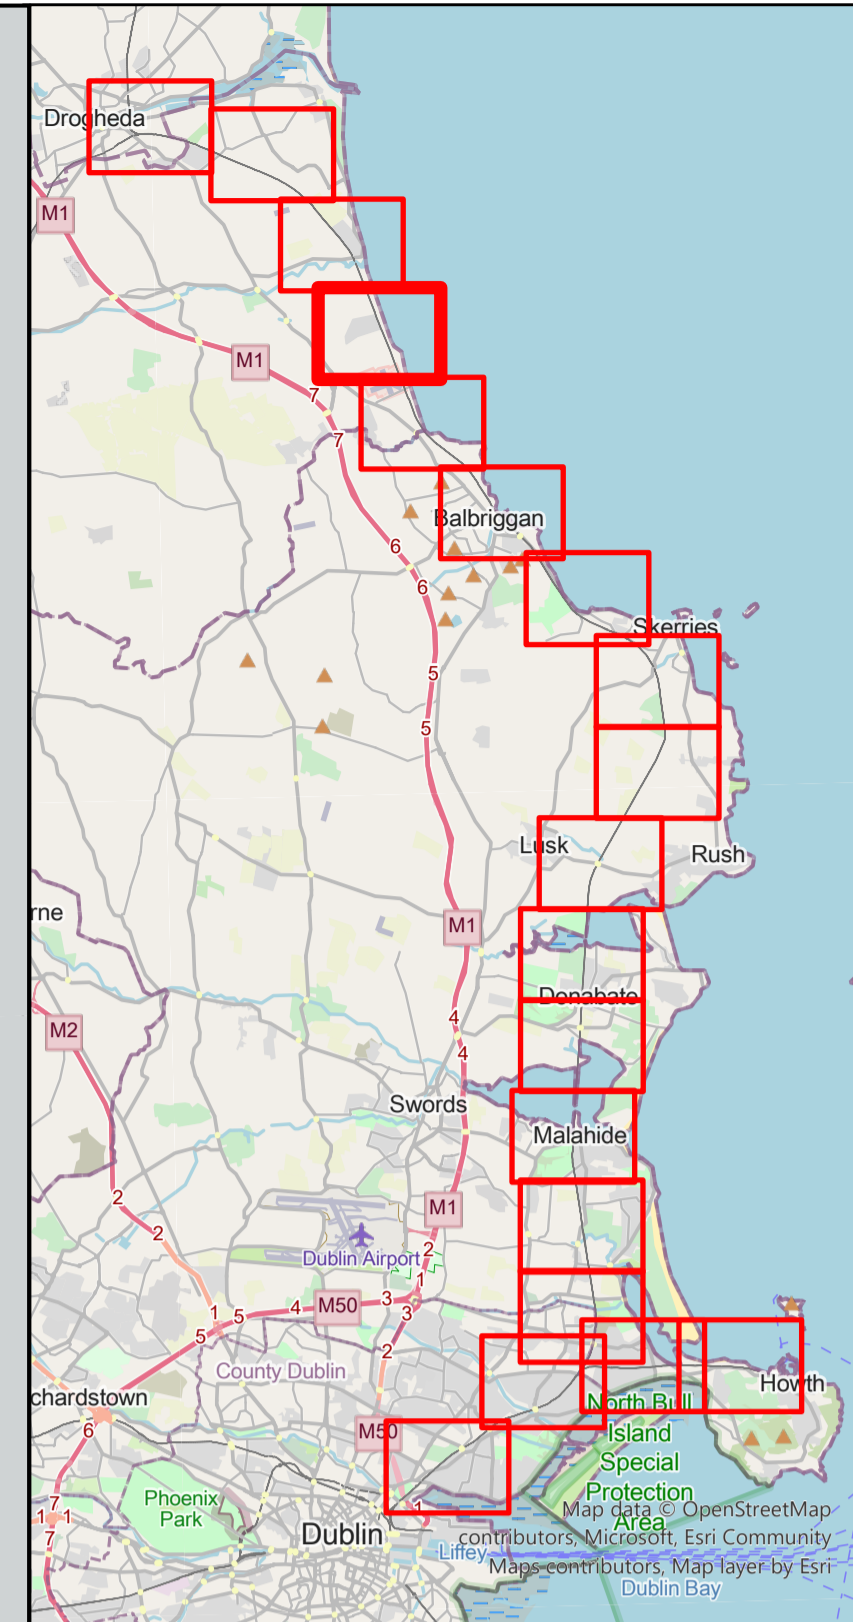 Drogheda
M1
M1
7
7
Balbriggan
6
6
Skerries
5
5
Lusk
Rush
rne
M1
Donabate
M2
4
4
Swords
Malahide
2
M1
2
Dublin Airport
2
1
M50
3
4
5
3
1
5
2
County Dublin
chardstown
Howth
North Bull
Island
Special
Protection
Area
M50
6
Phoenix
Park
7
1
1
7
1
Dublin
Liffey
Map data © OpenStreetMap
contributors, Microsoft, Esri Community
Maps contributors, Map layer by Esri
Dublin Bay